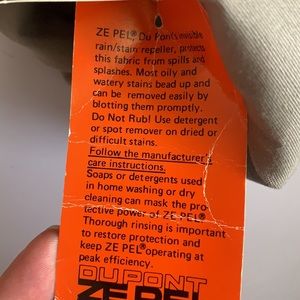 ZE PEL® Du Pont's invisible
rain/stain repeller, protects
this fabric from spills and
splashes. Most oily and
watery stains bead up and
can be removed easily by
blotting them promptly.
Do Not Rub! Use detergent
or spot remover on dried or
difficult stains.
Follow the manufacturer's
care instructions.
Soaps or detergents used
in home washing or dry
cleaning can mask the pro-
tective power of ZE PEL®
Thorough rinsing is important
to restore protection and
keep ZE PEL® operating at
peak efficiency.
DU PONT
ZE PEL